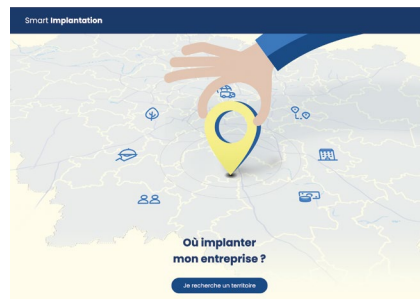 Smart Implantation
Où implanter
mon entreprise ?
Je recherche un territoire